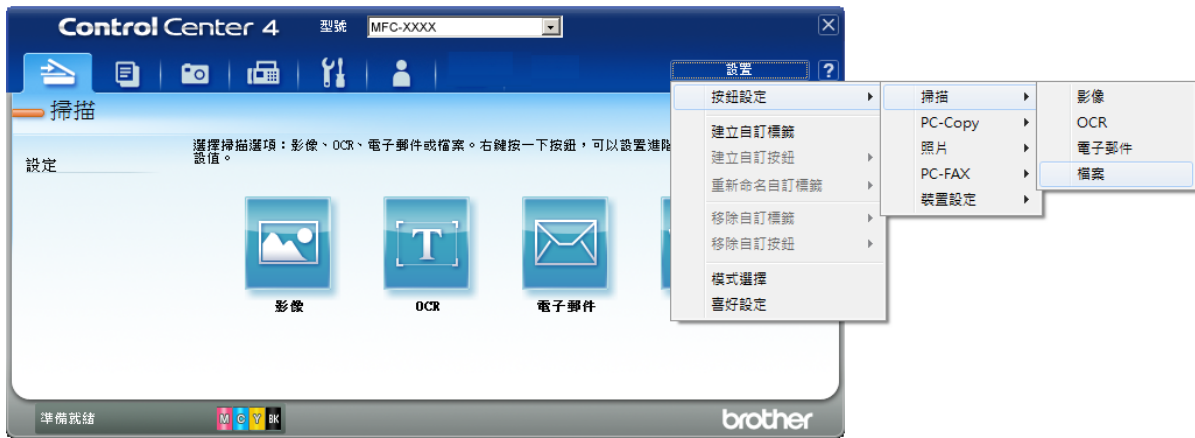 Control Center 4
型號
MFC-XXXX
設置
?
掃描
設定
選擇掃描選項：影像、OCR、電子郵件或檔案。右鍵按一下按鈕，可以設置進階
設值。
T
影像
OCR
電子郵件
按鈕設定
建立自訂標籤
建立自訂按鈕
重新命名自訂標籤
移除自訂標籤
移除自訂按鈕
模式選擇
喜好設定
掃描
PC-Copy
照片
PC-FAX
裝置設定
影像
OCR
電子郵件
檔案
準備就緒
M C Y BK
brother